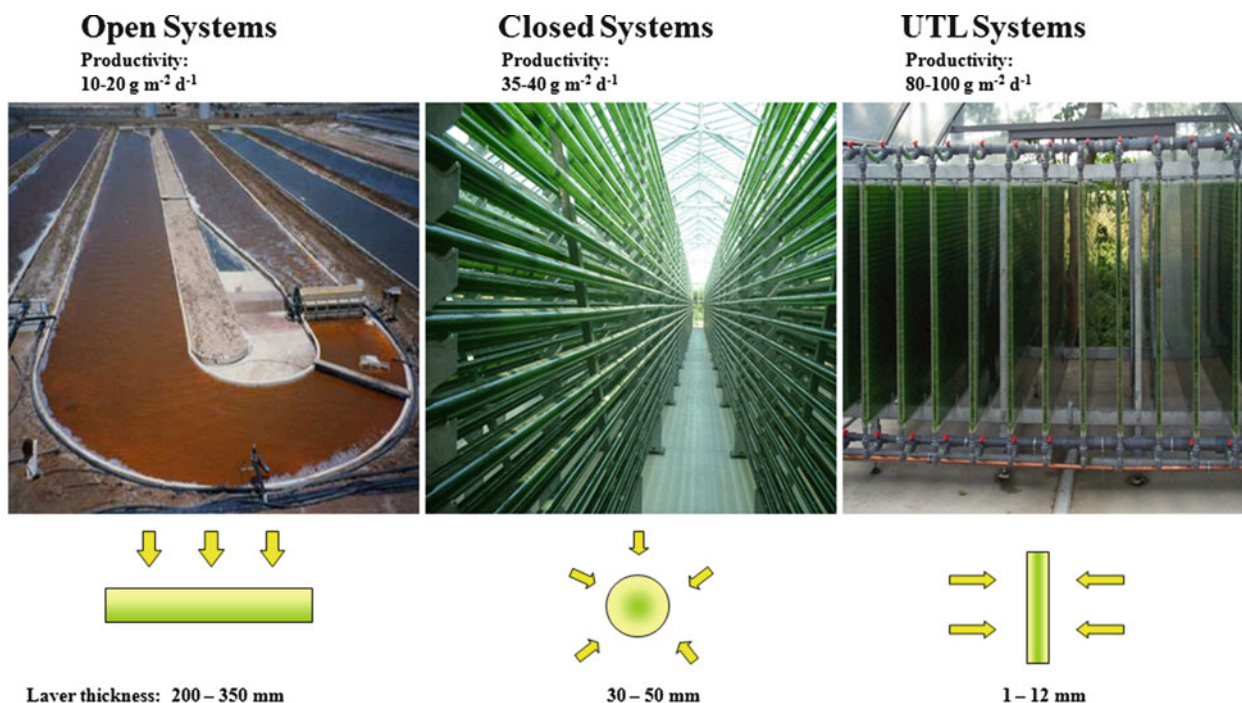 Open Systems
Productivity:
10-20 g m⁻² d⁻¹
Closed Systems
Productivity:
35-40 g m⁻² d⁻¹
UTL Systems
Productivity:
80-100 g m⁻² d⁻¹
Laver thickness: 200 – 350 mm
30 – 50 mm
1 – 12 mm